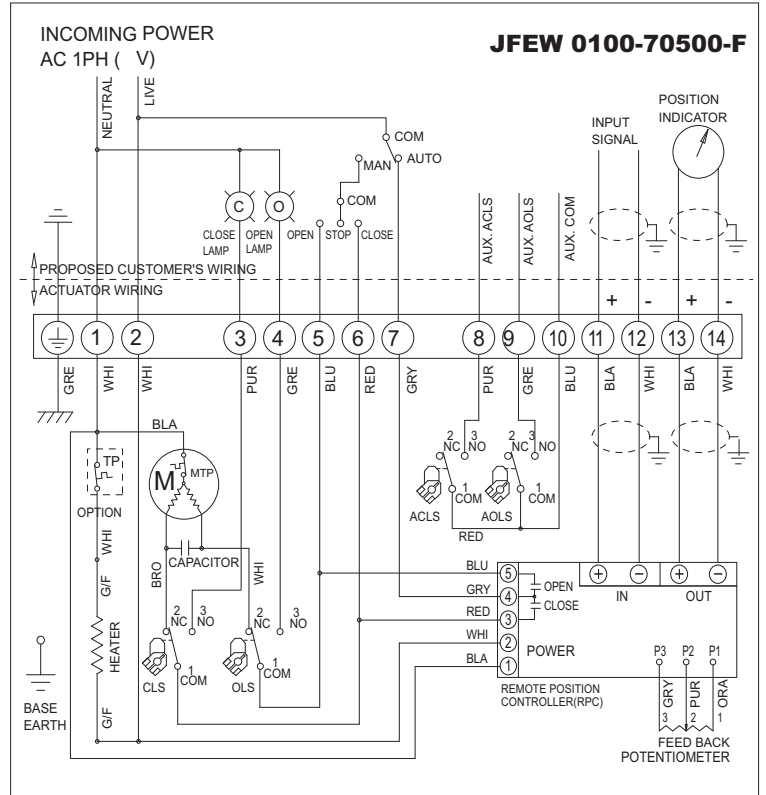 INCOMING POWER
AC 1PH ( V)
JFEW 0100-70500-F
NEUTRAL
LIVE
COM
MAN
AUTO
COM
C
O
CLOSE LAMP
OPEN LAMP
OPEN
STOP
CLOSE
AUX. ACLS
AUX. AOLS
AUX. COM
INPUT SIGNAL
POSITION INDICATOR
PROPOSED CUSTOMER'S WIRING
ACTUATOR WIRING
+ - + -
1 2 3 4 5 6 7 8 9 10 11 12 13 14
GRE WHI WHI PUR GRE BLU RED GRY PUR GRE BLU BLA WHI BLA WHI
BLA
TP
OPTION
M
MTP
CAPACITOR
WHI
G/F
HEATER
G/F
BRO
WHI
2 NC
3 NO
1 COM
CLS
2 NC
3 NO
1 COM
OLS
2 NC
3 NO
1 COM
ACLS
2 NC
3 NO
1 COM
AOLS
RED
BASE EARTH
BLU 5
GRY 4
RED 3
WHI 2
BLA 1
OPEN
CLOSE
POWER
+ - + -
IN OUT
P3 P2 P1
GRY PUR ORA
3 2 1
REMOTE POSITION CONTROLLER(RPC)
FEED BACK POTENTIOMETER